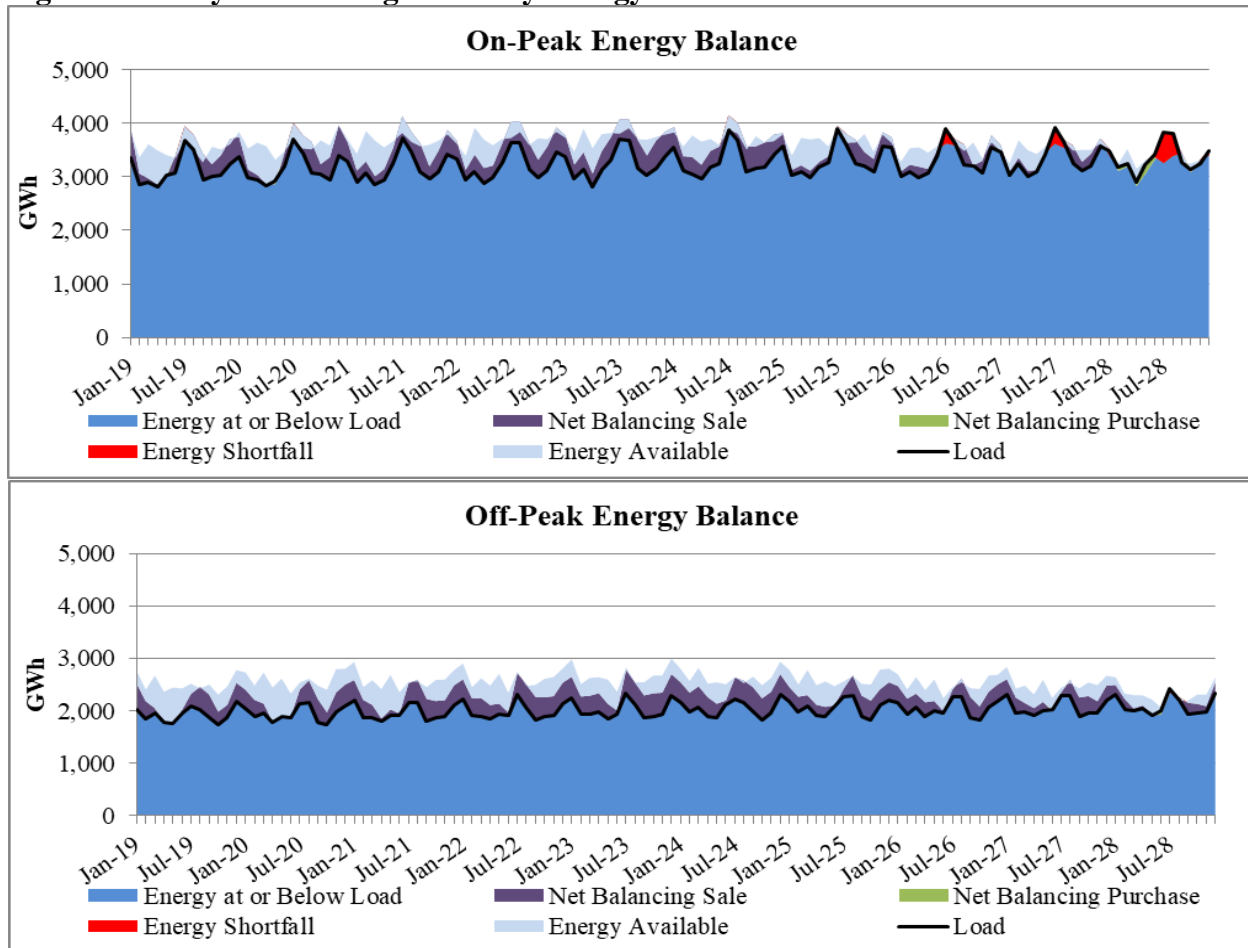 On-Peak Energy Balance
5,000
4,000
3,000
2,000
1,000
0
GWh
Jan-19
Jul-19
Jan-20
Jul-20
Jan-21
Jul-21
Jan-22
Jul-22
Jan-23
Jul-23
Jan-24
Jul-24
Jan-25
Jul-25
Jan-26
Jul-26
Jan-27
Jul-27
Jan-28
Jul-28
Energy at or Below Load Net Balancing Sale Net Balancing Purchase
Energy Shortfall Energy Available Load
Off-Peak Energy Balance
5,000
4,000
3,000
2,000
1,000
0
GWh
Jan-19
Jul-19
Jan-20
Jul-20
Jan-21
Jul-21
Jan-22
Jul-22
Jan-23
Jul-23
Jan-24
Jul-24
Jan-25
Jul-25
Jan-26
Jul-26
Jan-27
Jul-27
Jan-28
Jul-28
Energy at or Below Load Net Balancing Sale Net Balancing Purchase
Energy Shortfall Energy Available Load